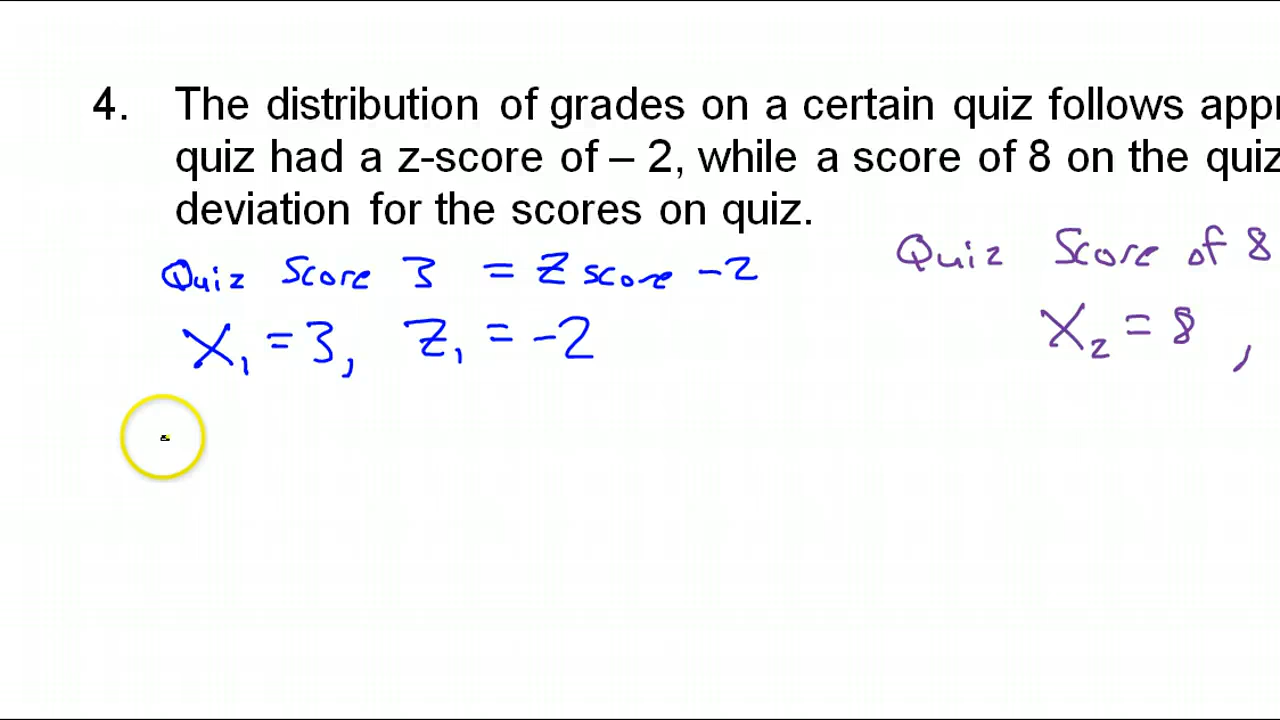 4. The distribution of grades on a certain quiz follows appr
quiz had a z-score of – 2, while a score of 8 on the quiz
deviation for the scores on quiz.
Quiz Score 3 = Z score -2
Quiz Score of 8
X₁ = 3, Z₁ = -2
X₂ = 8 ,